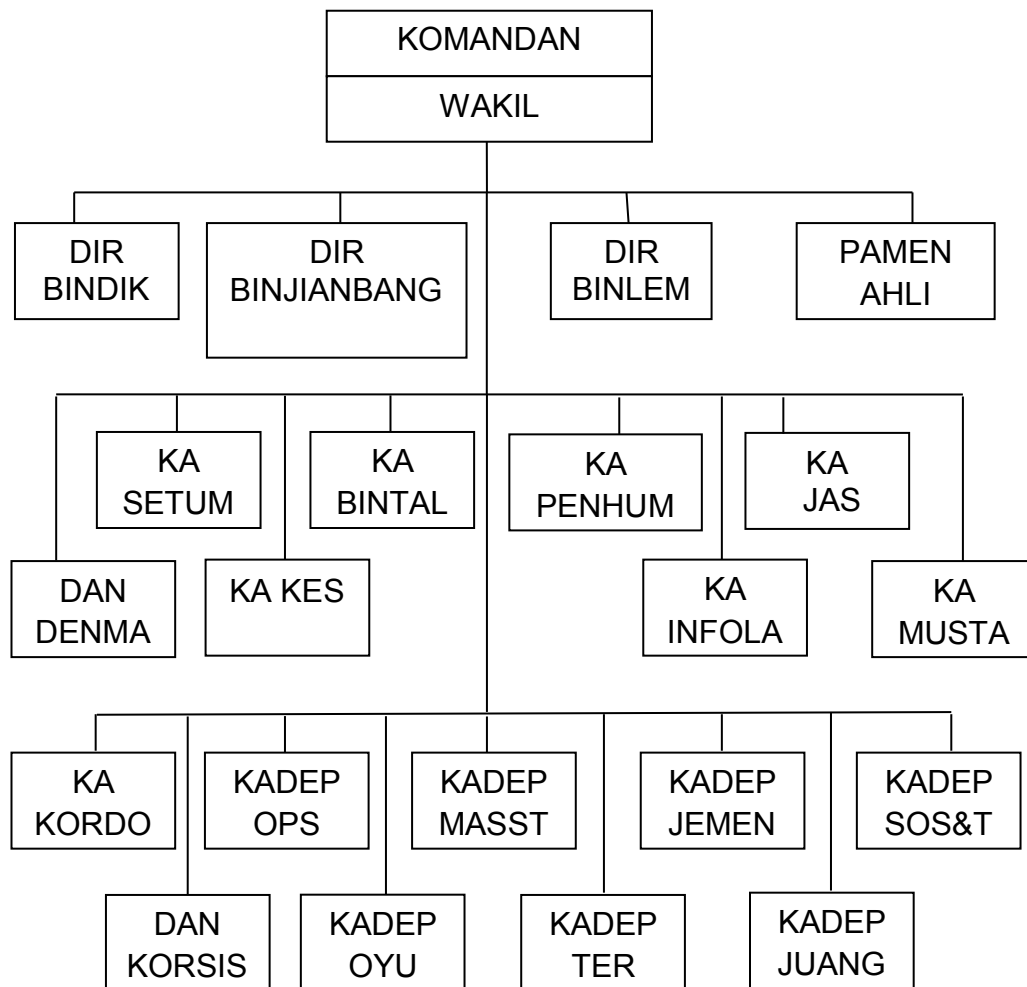 KOMANDAN
WAKIL
DIR
BINDIK
DIR
BINJIANBANG
DIR
BINLEM
PAMEN
AHLI
KA
SETUM
KA
BINTAL
KA
PENHUM
KA
JAS
DAN
DENMA
KA KES
KA
INFOLA
KA
MUSTA
KA
KORDO
KADEP
OPS
KADEP
MASST
KADEP
JEMEN
KADEP
SOS&T
DAN
KORSIS
KADEP
OYU
KADEP
TER
KADEP
JUANG